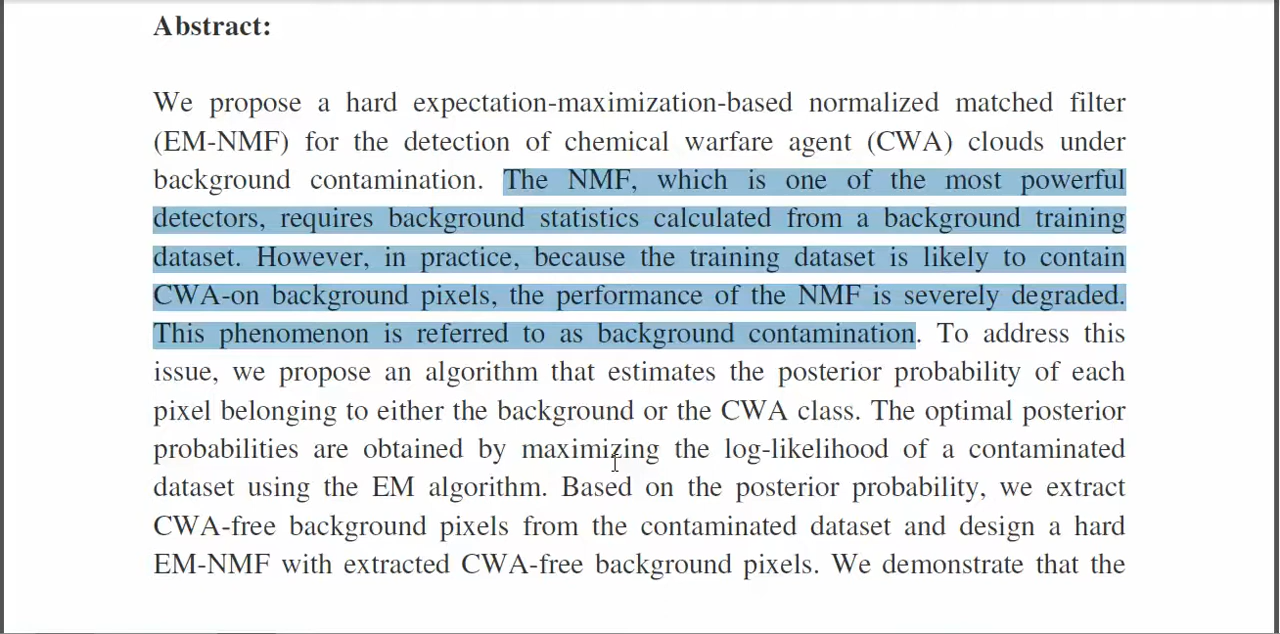 Abstract:
We propose a hard expectation-maximization-based normalized matched filter
(EM-NMF) for the detection of chemical warfare agent (CWA) clouds under
background contamination. The NMF, which is one of the most powerful
detectors, requires background statistics calculated from a background training
dataset. However, in practice, because the training dataset is likely to contain
CWA-on background pixels, the performance of the NMF is severely degraded.
This phenomenon is referred to as background contamination. To address this
issue, we propose an algorithm that estimates the posterior probability of each
pixel belonging to either the background or the CWA class. The optimal posterior
probabilities are obtained by maximizing the log-likelihood of a contaminated
dataset using the EM algorithm. Based on the posterior probability, we extract
CWA-free background pixels from the contaminated dataset and design a hard
EM-NMF with extracted CWA-free background pixels. We demonstrate that the